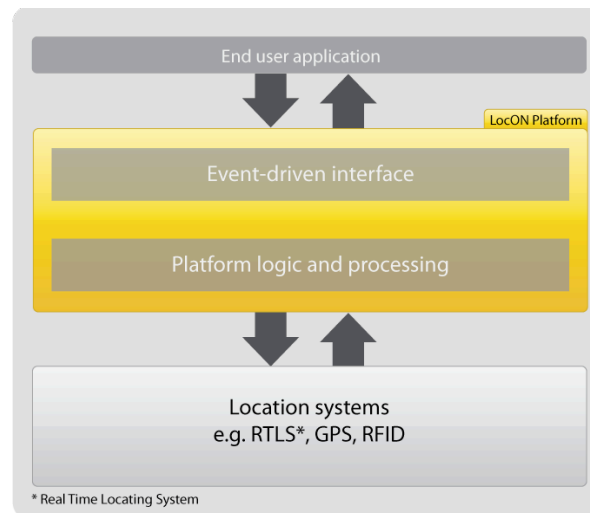 End user application
LocON Platform
Event-driven interface
Platform logic and processing
Location systems
e.g. RTLS*, GPS, RFID
* Real Time Locating System